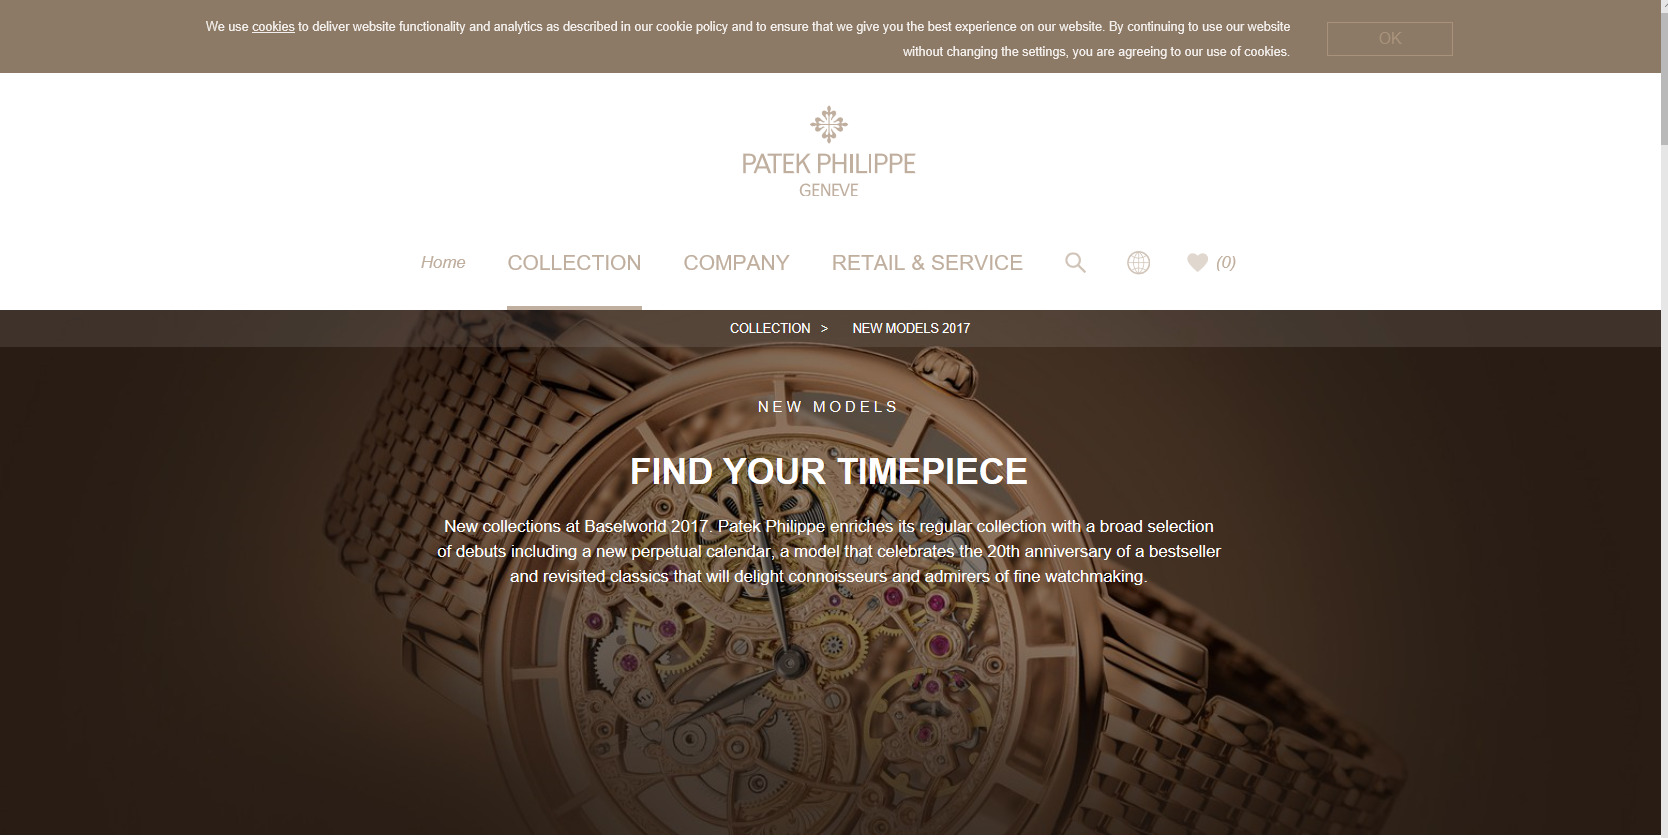 We use cookies to deliver website functionality and analytics as described in our cookie policy and to ensure that we give you the best experience on our website. By continuing to use our website
without changing the settings, you are agreeing to our use of cookies.
OK
PATEK PHILIPPE
GENEVE
Home COLLECTION COMPANY RETAIL & SERVICE (0)
COLLECTION > NEW MODELS 2017
NEW MODELS
FIND YOUR TIMEPIECE
New collections at Baselworld 2017. Patek Philippe enriches its regular collection with a broad selection
of debuts including a new perpetual calendar, a model that celebrates the 20th anniversary of a bestseller
and revisited classics that will delight connoisseurs and admirers of fine watchmaking.